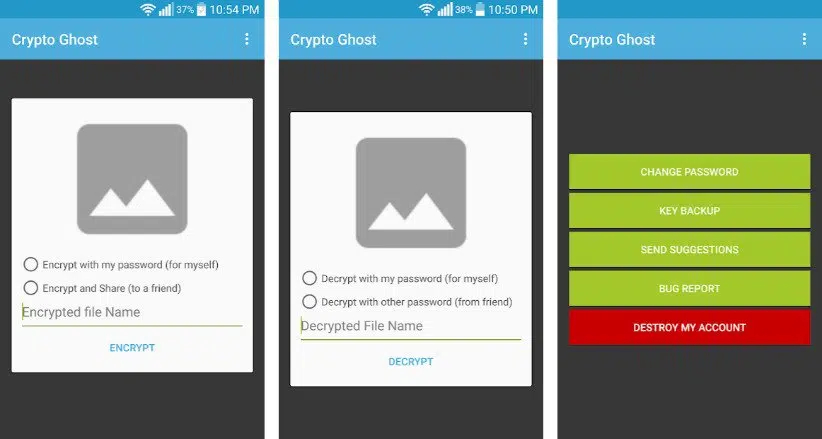 37% 10:54 PM
Crypto Ghost
Encrypt with my password (for myself)
Encrypt and Share (to a friend)
Encrypted file Name
ENCRYPT
38% 10:50 PM
Crypto Ghost
Decrypt with my password (for myself)
Decrypt with other password (from friend)
Decrypted File Name
DECRYPT
Crypto Ghost
CHANGE PASSWORD
KEY BACKUP
SEND SUGGESTIONS
BUG REPORT
DESTROY MY ACCOUNT